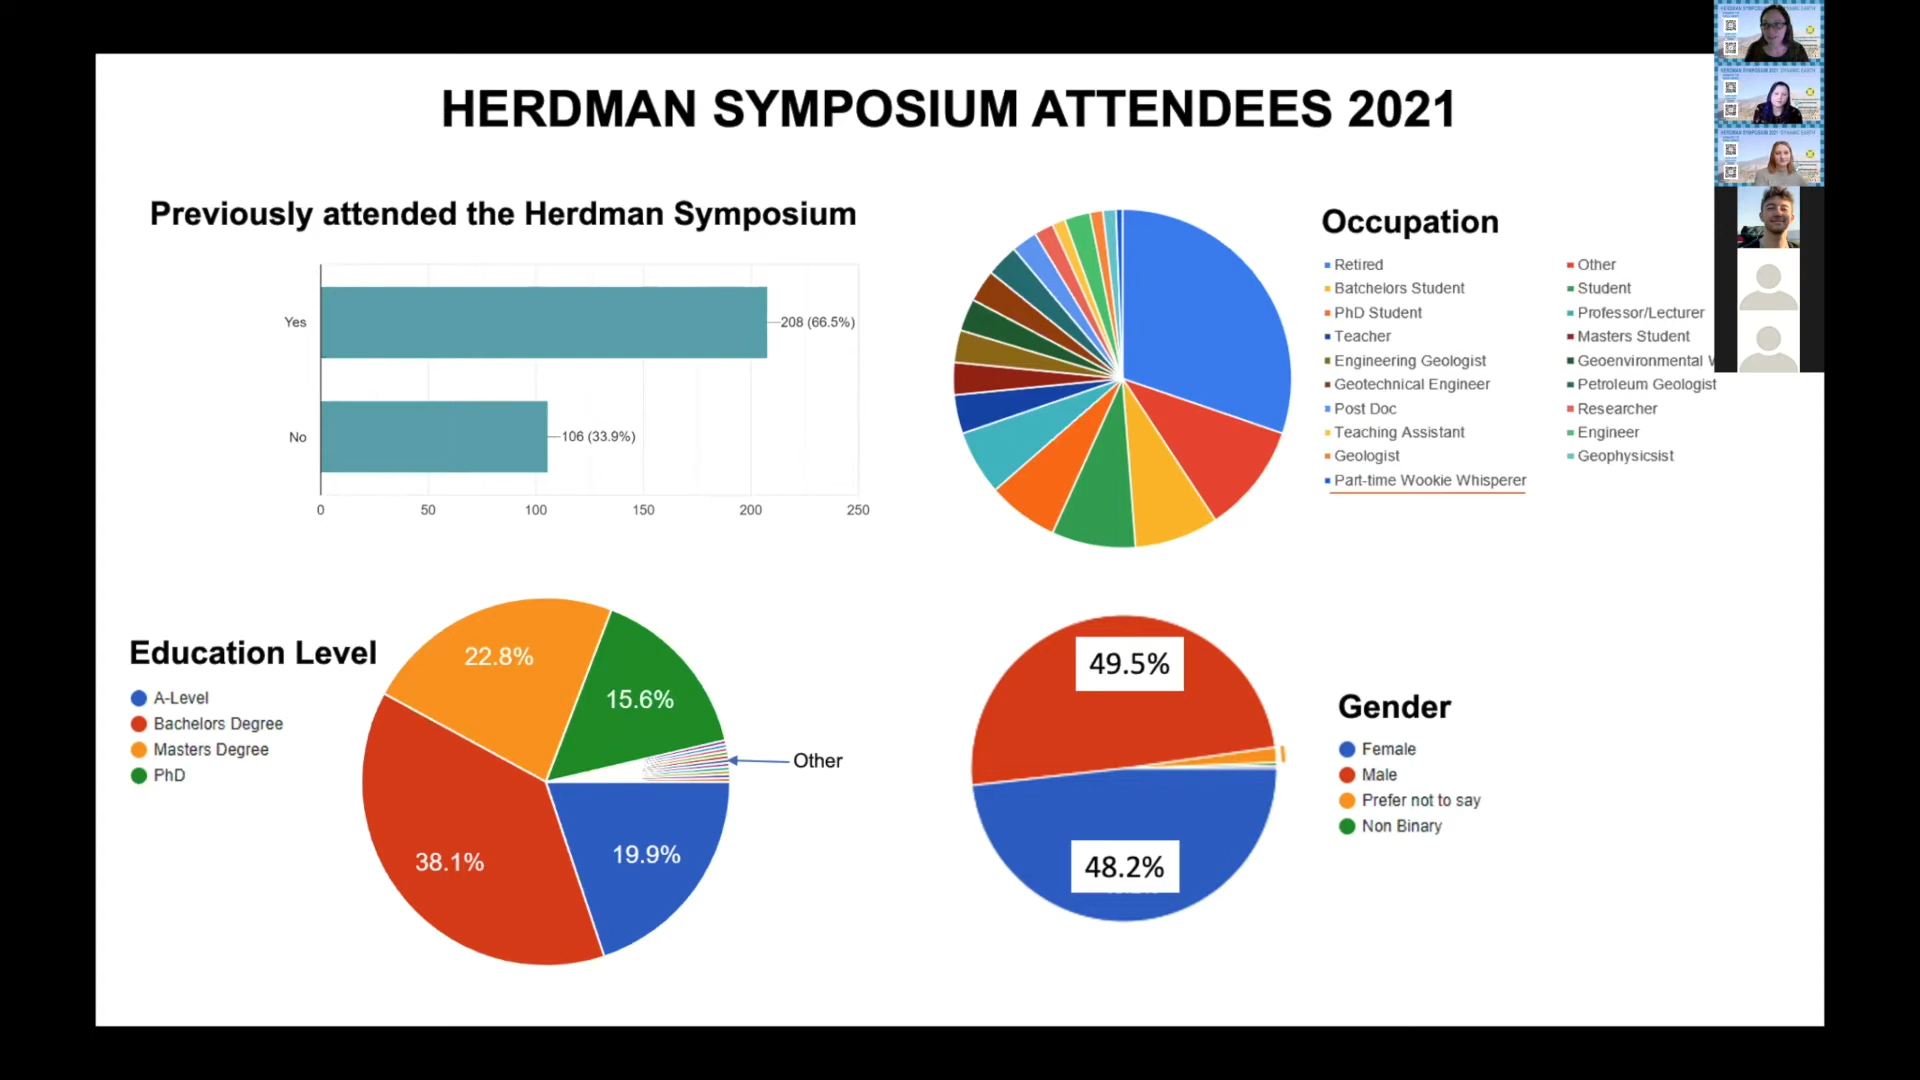 HERDMAN SYMPOSIUM ATTENDEES 2021
Previously attended the Herdman Symposium
Yes
208 (66.5%)
No
106 (33.9%)
0 50 100 150 200 250
Occupation
Retired
Other
Batchelors Student
Student
PhD Student
Professor/Lecturer
Teacher
Masters Student
Engineering Geologist
Geoenvironmental
Geotechnical Engineer
Petroleum Geologist
Post Doc
Researcher
Teaching Assistant
Engineer
Geologist
Geophysicsist
Part-time Wookie Whisperer
Education Level
A-Level
Bachelors Degree
Masters Degree
PhD
22.8%
15.6%
Other
38.1%
19.9%
49.5%
48.2%
Gender
Female
Male
Prefer not to say
Non Binary